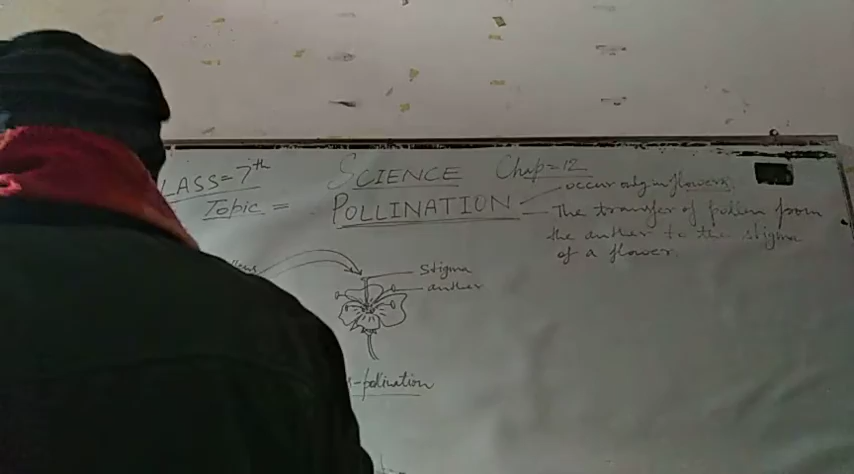 LASS=7th SCIENCE Chap=12
Topic = POLLINATION
occur only in flowers.
The transfer of pollen from
the anther to the stigma
of a flower.
stigma
anther
-pollination